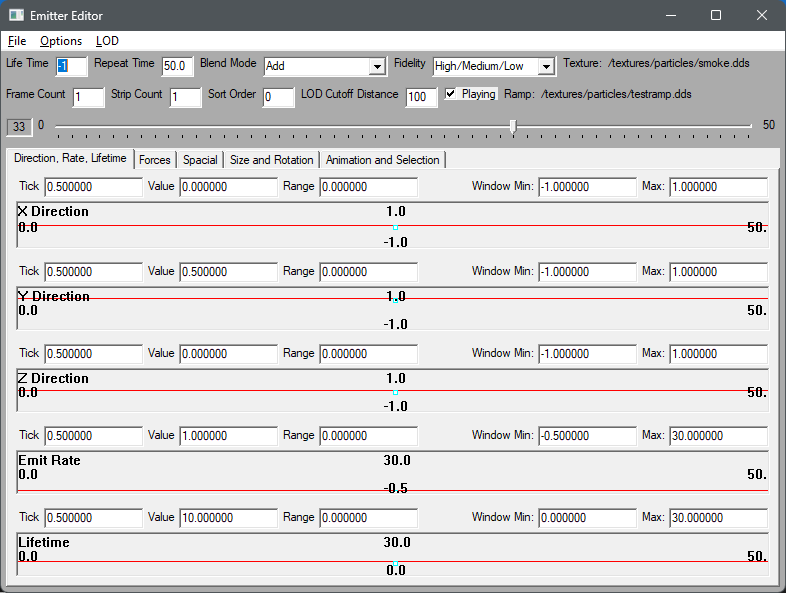 Emitter Editor
File Options LOD
Life Time -1 Repeat Time 50.0 Blend Mode Add Fidelity High/Medium/Low Texture: /textures/particles/smoke.dds
Frame Count 1 Strip Count 1 Sort Order 0 LOD Cutoff Distance 100 Playing Ramp: /textures/particles/testramp.dds
33 0 50
Direction, Rate, Lifetime Forces Spacial Size and Rotation Animation and Selection
Tick 0.500000 Value 0.000000 Range 0.000000 Window Min: -1.000000 Max: 1.000000
X Direction 1.0
0.0 50.
-1.0
Tick 0.500000 Value 0.500000 Range 0.000000 Window Min: -1.000000 Max: 1.000000
Y Direction 1.0
0.0 50.
-1.0
Tick 0.500000 Value 0.000000 Range 0.000000 Window Min: -1.000000 Max: 1.000000
Z Direction 1.0
0.0 50.
-1.0
Tick 0.500000 Value 1.000000 Range 0.000000 Window Min: -0.500000 Max: 30.000000
Emit Rate 30.0
0.0 50.
-0.5
Tick 0.500000 Value 10.000000 Range 0.000000 Window Min: 0.000000 Max: 30.000000
Lifetime 30.0
0.0 50.
0.0